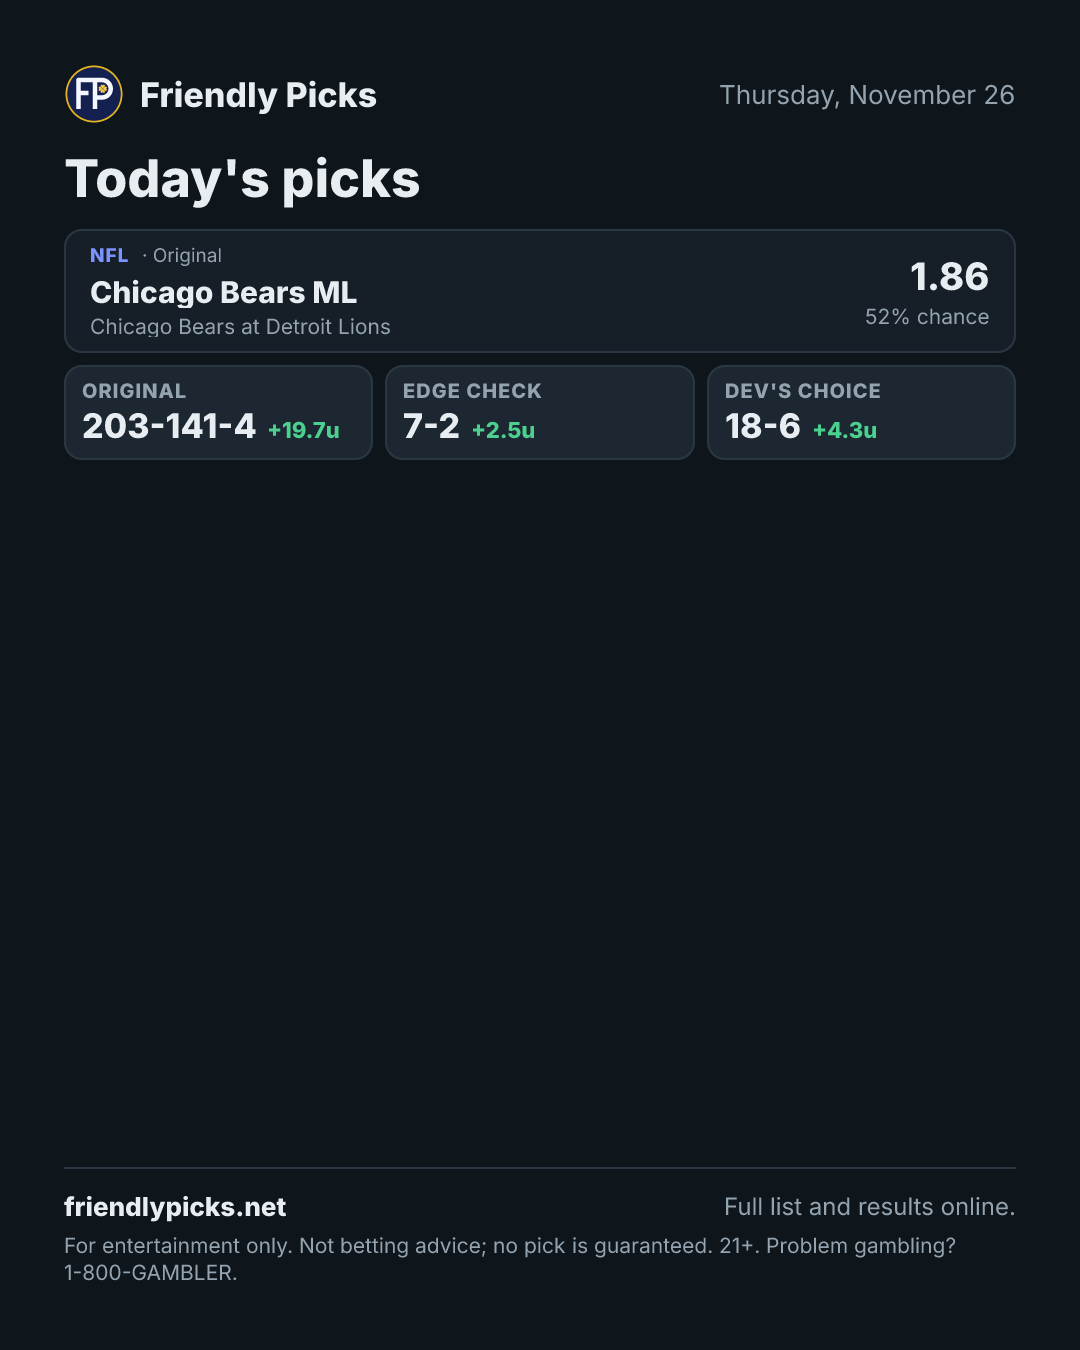 FP Friendly Picks
Thursday, November 26
Today's picks
NFL · Original
Chicago Bears ML
Chicago Bears at Detroit Lions
1.86
52% chance
ORIGINAL
203-141-4 +19.7u
EDGE CHECK
7-2 +2.5u
DEV'S CHOICE
18-6 +4.3u
friendlypicks.net
Full list and results online.
For entertainment only. Not betting advice; no pick is guaranteed. 21+. Problem gambling?
1-800-GAMBLER.